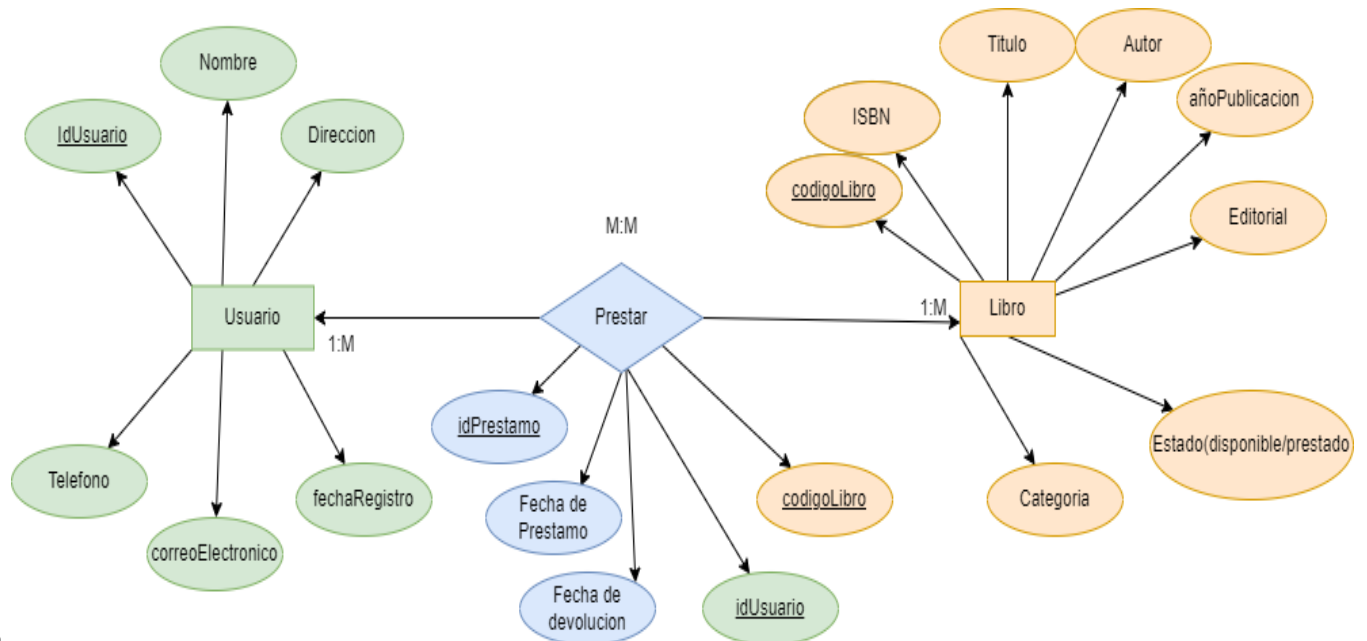 Nombre
IdUsuario
Direccion
Usuario
1:M
Telefono
correoElectronico
fechaRegistro
M:M
Prestar
idPrestamo
Fecha de
Prestamo
Fecha de
devolucion
idUsuario
codigoLibro
Titulo
Autor
añoPublicacion
ISBN
codigoLibro
Editorial
1:M
Libro
Estado(disponible/prestado
Categoria